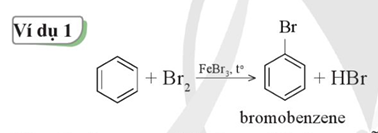 Ví dụ 1
Br
+ Br₂ FeBr₃, t° + HBr
bromobenzene